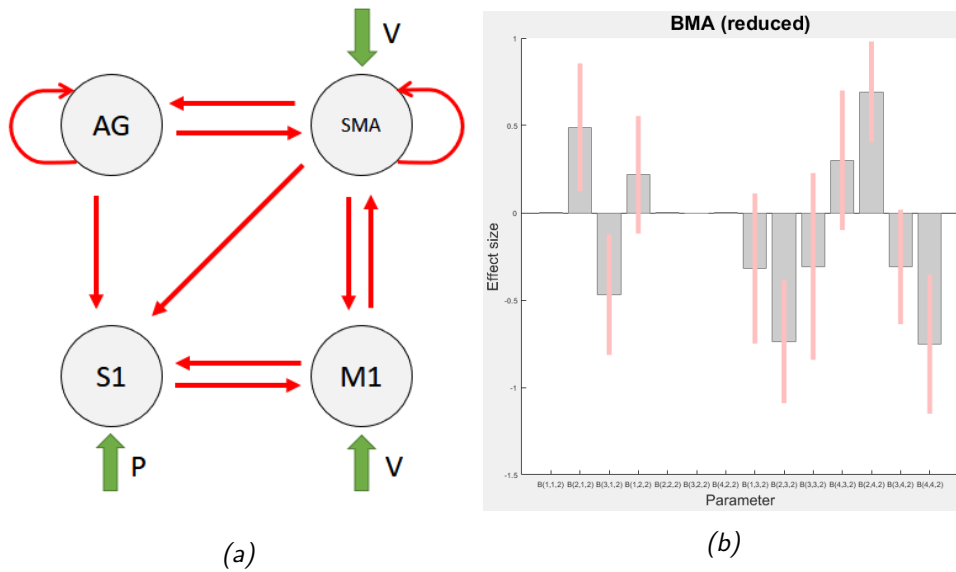 V
AG
SMA
S1
M1
P
V
(a)
BMA (reduced)
Effect size
1
0.5
0
-0.5
-1
-1.5
B(1,1,2) B(2,1,2) B(3,1,2) B(1,2,2) B(2,2,2) B(3,2,2) B(4,2,2) B(1,3,2) B(2,3,2) B(3,3,2) B(4,3,2) B(2,4,2) B(3,4,2) B(4,4,2)
Parameter
(b)